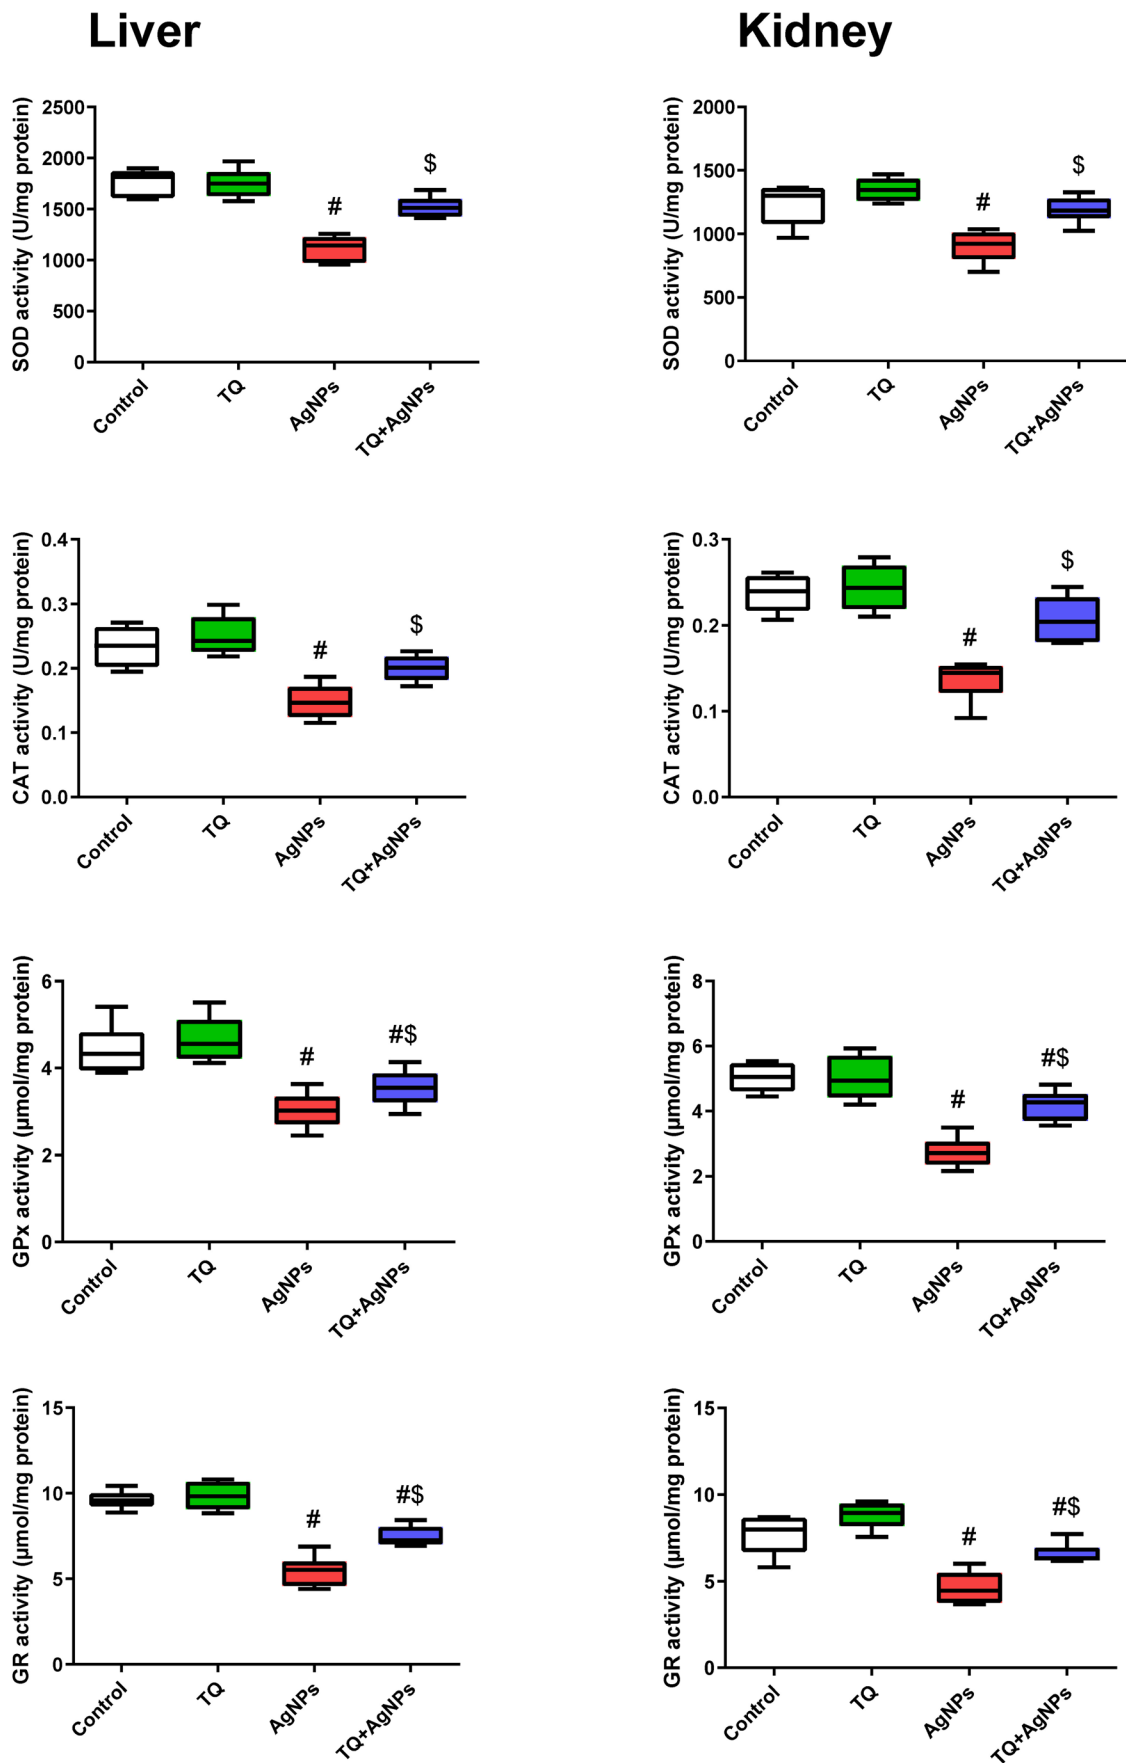 Liver
Kidney
SOD activity (U/mg protein)
2500
2000
1500
1000
500
0
#
$
Control
TQ
AgNPs
TQ+AgNPs
SOD activity (U/mg protein)
2000
1500
1000
500
0
#
$
Control
TQ
AgNPs
TQ+AgNPs
CAT activity (U/mg protein)
0.4
0.3
0.2
0.1
0.0
#
$
Control
TQ
AgNPs
TQ+AgNPs
CAT activity (U/mg protein)
0.3
0.2
0.1
0.0
#
$
Control
TQ
AgNPs
TQ+AgNPs
GPx activity (µmol/mg protein)
6
4
2
0
#
#$
Control
TQ
AgNPs
TQ+AgNPs
GPx activity (µmol/mg protein)
8
6
4
2
0
#
#$
Control
TQ
AgNPs
TQ+AgNPs
GR activity (µmol/mg protein)
15
10
5
0
#
#$
Control
TQ
AgNPs
TQ+AgNPs
GR activity (µmol/mg protein)
15
10
5
0
#
#$
Control
TQ
AgNPs
TQ+AgNPs